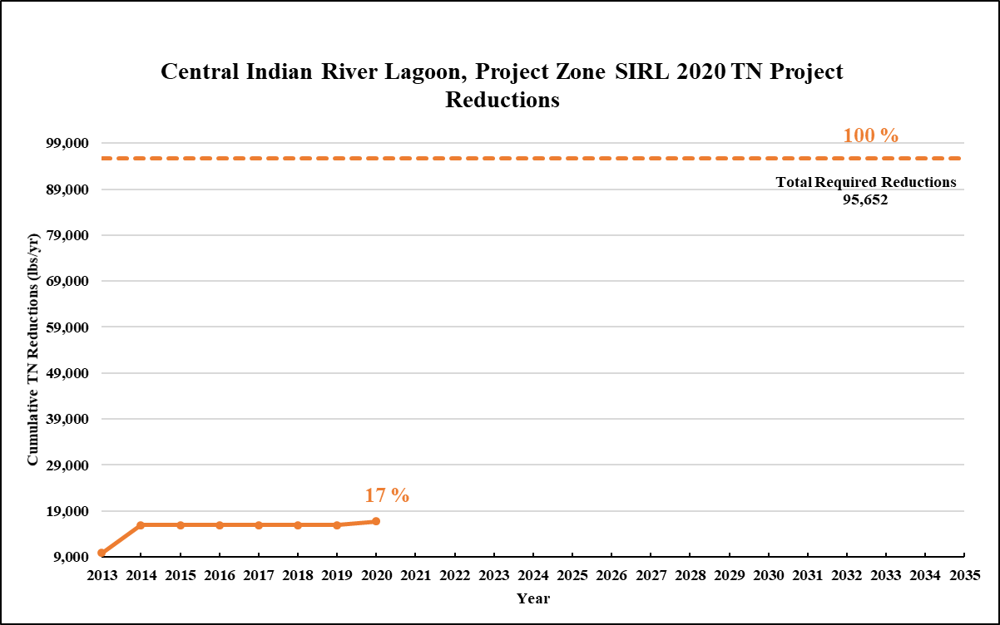 Central Indian River Lagoon, Project Zone SIRL 2020 TN Project
Reductions
100 %
99,000
Total Required Reductions
95,652
89,000
79,000
69,000
59,000
49,000
39,000
29,000
19,000
9,000
Cumulative TN Reductions (lbs/yr)
17 %
2013 2014 2015 2016 2017 2018 2019 2020 2021 2022 2023 2024 2025 2026 2027 2028 2029 2030 2031 2032 2033 2034 2035
Year